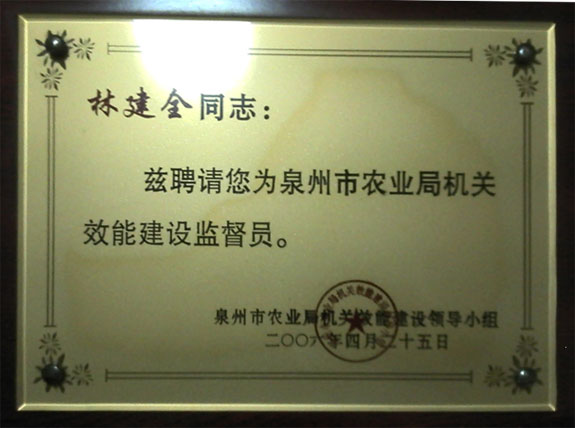 林建全同志：
兹聘请您为泉州市农业局机关
效能建设监督员。
泉州市农业局机关效能建设领导小组
二〇〇六年四月二十五日